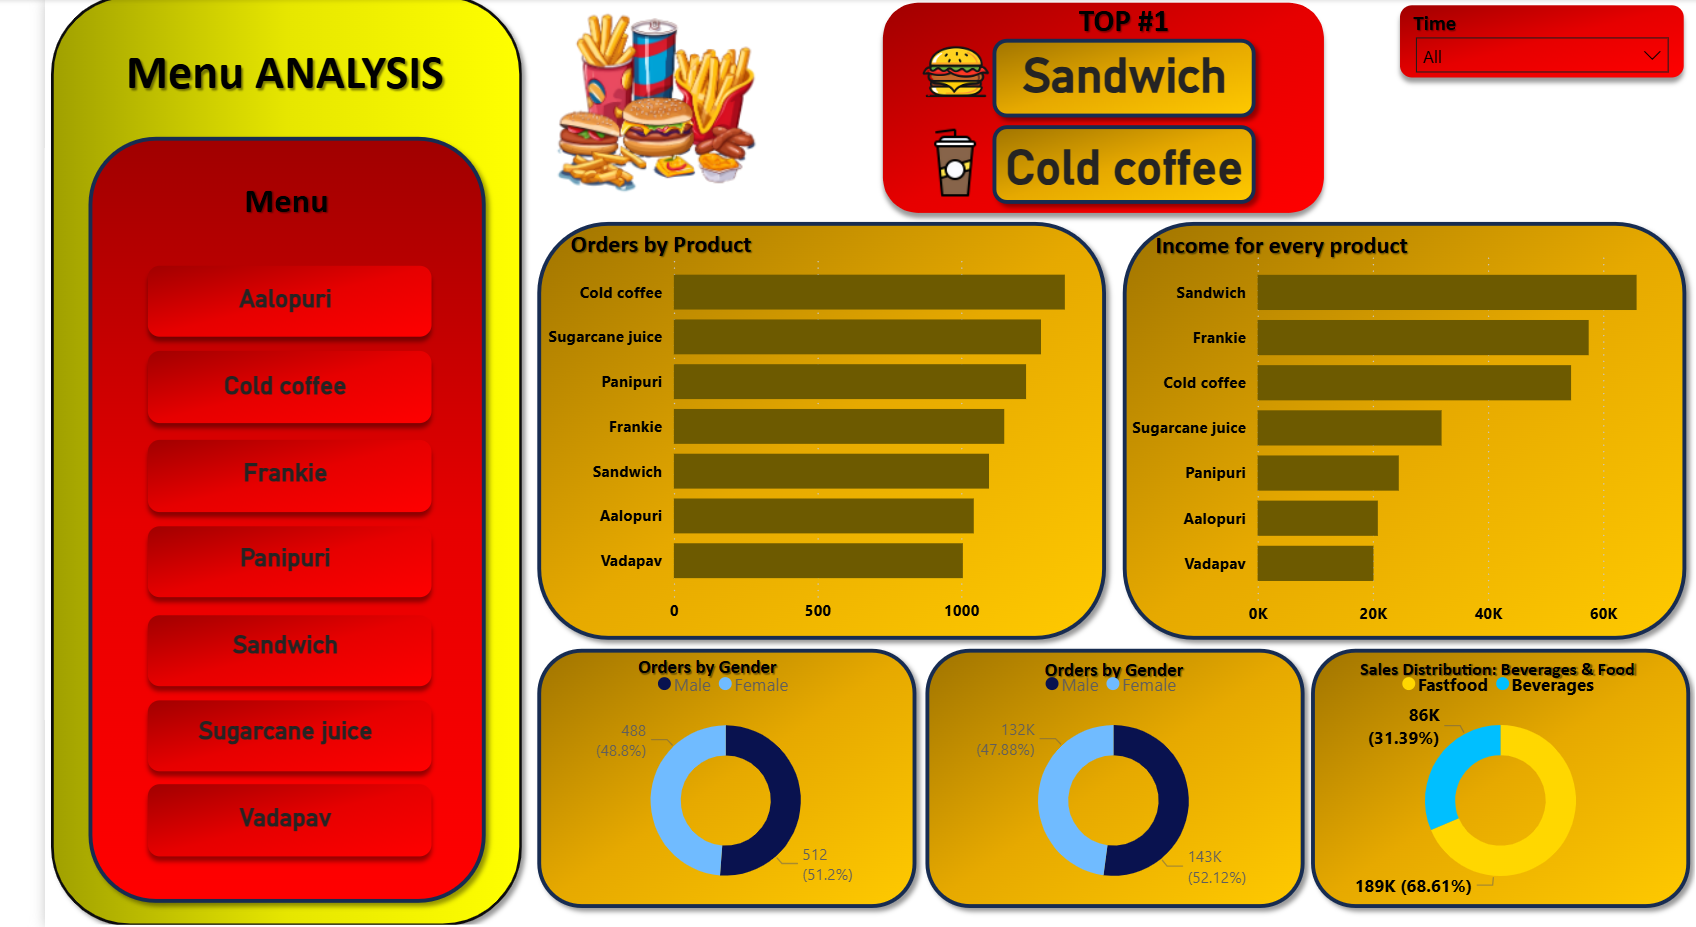 Menu ANALYSIS
Menu
Aalopuri
Cold coffee
Frankie
Panipuri
Sandwich
Sugarcane juice
Vadapav
TOP #1
Sandwich
Cold coffee
Time
All
Orders by Product
Cold coffee
Sugarcane juice
Panipuri
Frankie
Sandwich
Aalopuri
Vadapav
0 500 1000
Income for every product
Sandwich
Frankie
Cold coffee
Sugarcane juice
Panipuri
Aalopuri
Vadapav
0K 20K 40K 60K
Orders by Gender
Male Female
488
(48.8%)
512
(51.2%)
Orders by Gender
Male Female
132K
(47.88%)
143K
(52.12%)
Sales Distribution: Beverages & Food
Fastfood Beverages
86K
(31.39%)
189K (68.61%)